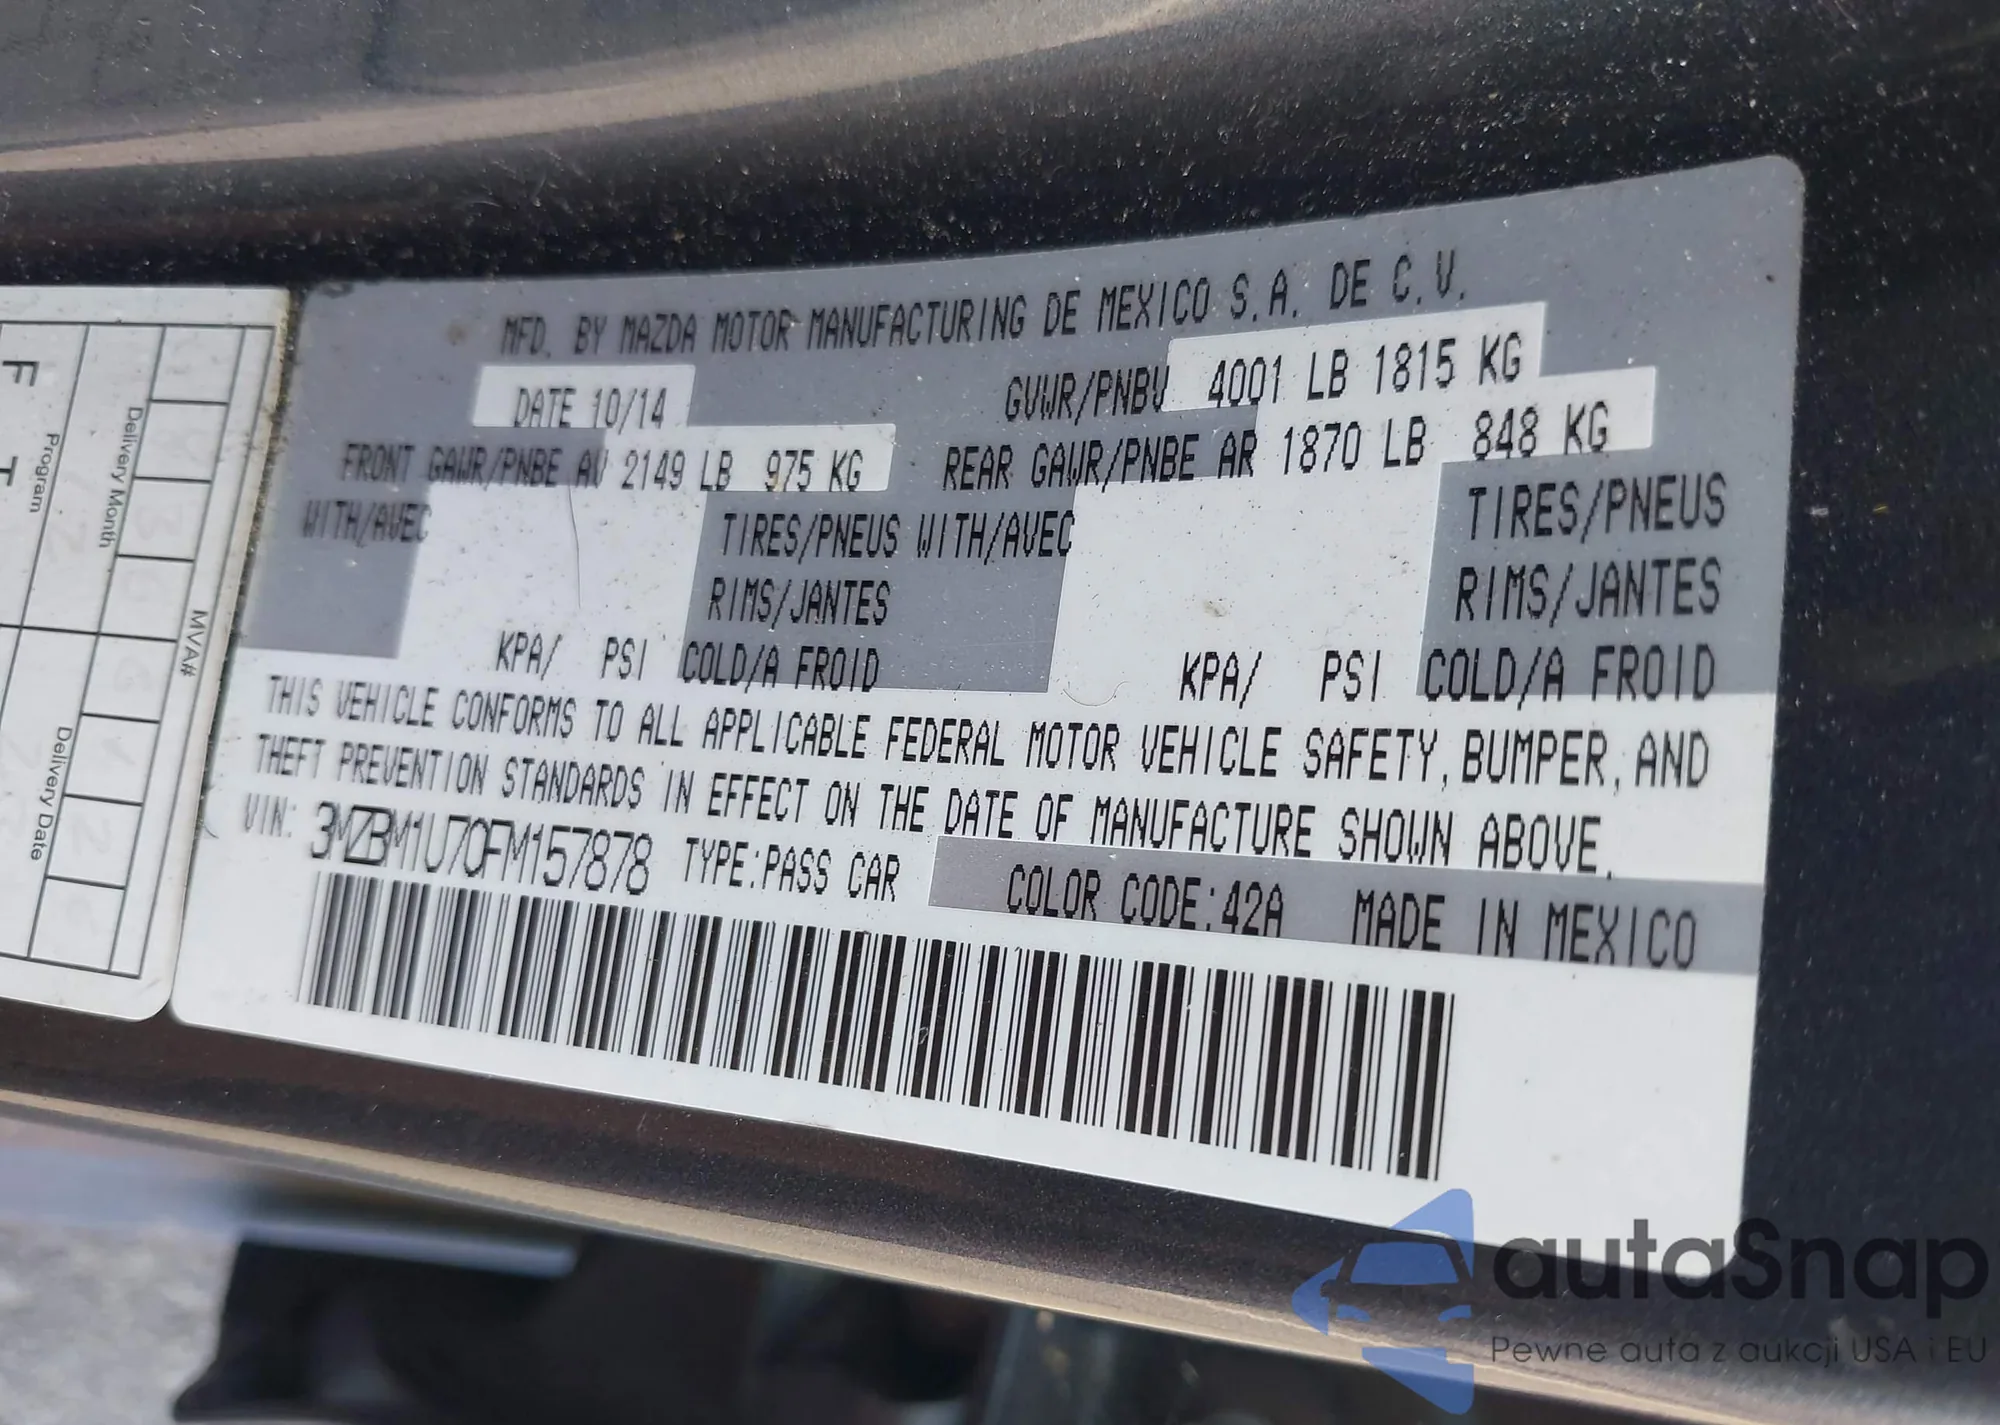 MFD. BY MAZDA MOTOR MANUFACTURING DE MEXICO S.A. DE C.V.
DATE 10/14 GVWR/PNBV 4001 LB 1815 KG
FRONT GAWR/PNBE AV 2149 LB 975 KG REAR GAWR/PNBE AR 1870 LB 848 KG
WITH/AVEC TIRES/PNEUS WITH/AVEC TIRES/PNEUS
RIMS/JANTES RIMS/JANTES
KPA/ PSI COLD/A FROID KPA/ PSI COLD/A FROID
THIS VEHICLE CONFORMS TO ALL APPLICABLE FEDERAL MOTOR VEHICLE SAFETY, BUMPER, AND
THEFT PREVENTION STANDARDS IN EFFECT ON THE DATE OF MANUFACTURE SHOWN ABOVE.
VIN: 3MZBM1U70FM157878 TYPE:PASS CAR COLOR CODE:42A MADE IN MEXICO
MVA#
Delivery Month
Delivery Date
Program
F
T
autaSnap
Pewne auta z aukcji USA i EU